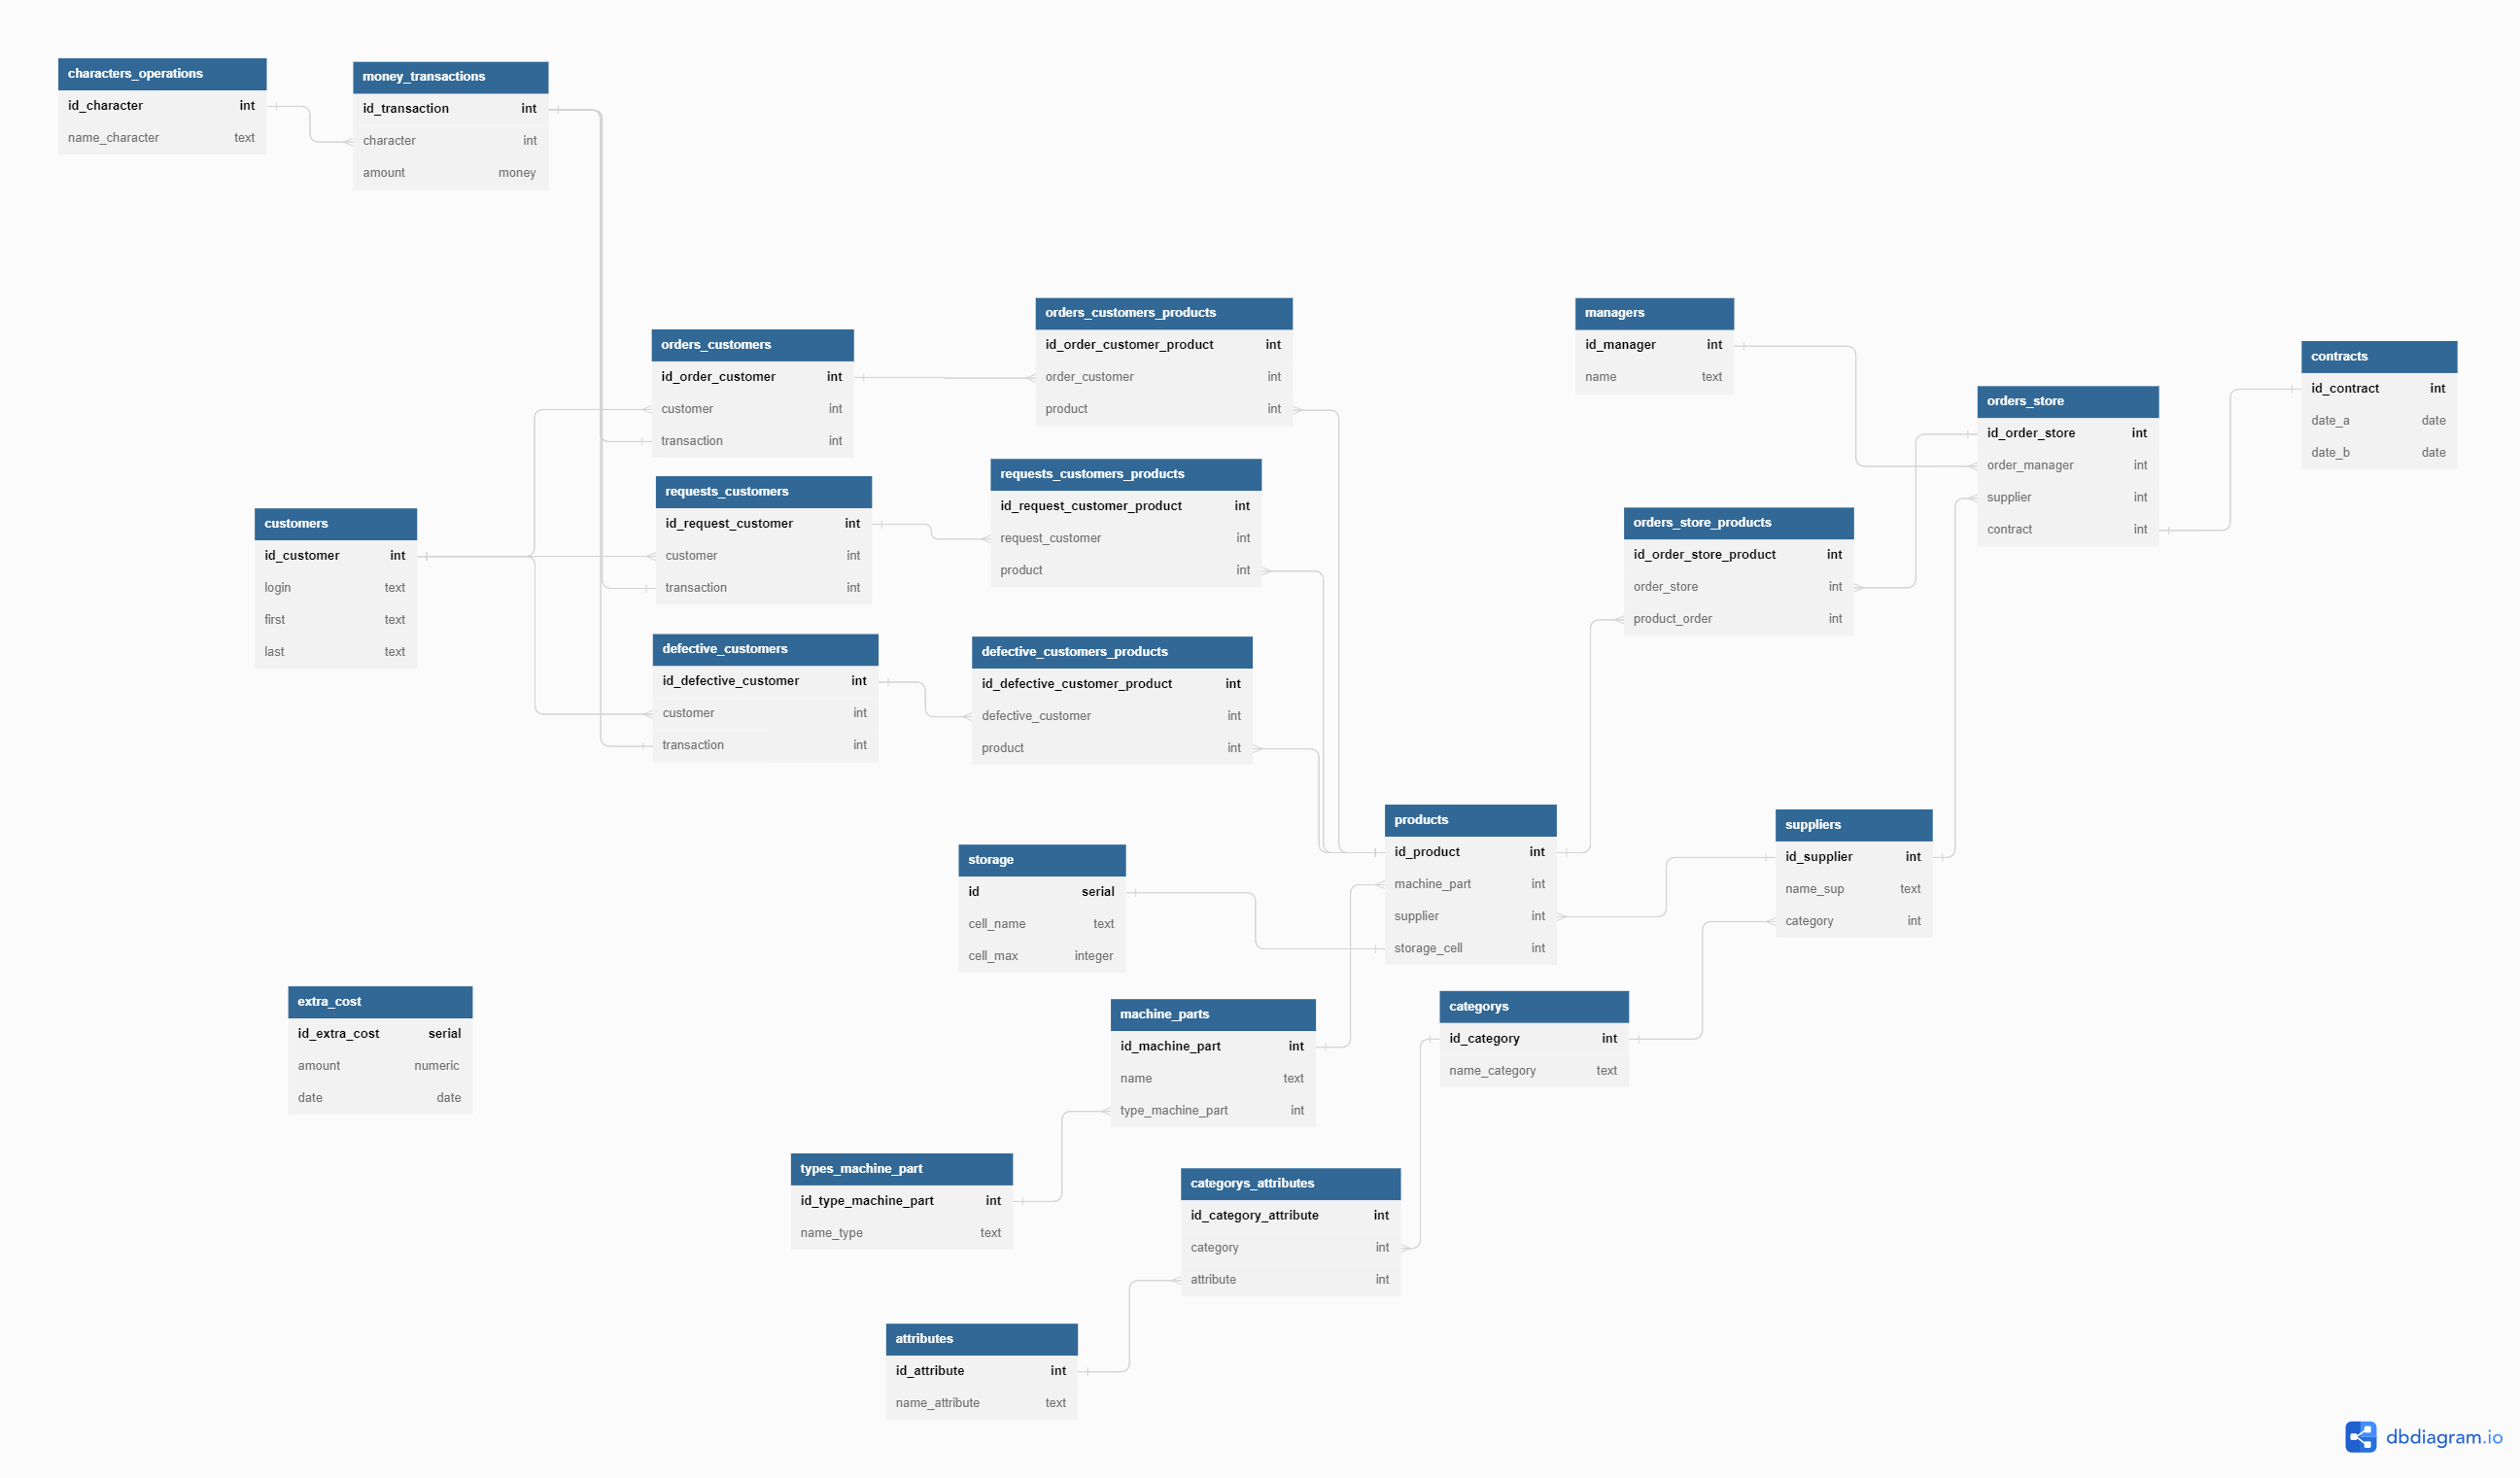 characters_operations
id_character int
name_character text
money_transactions
id_transaction int
character int
amount money
orders_customers
id_order_customer int
customer int
transaction int
orders_customers_products
id_order_customer_product int
order_customer int
product int
managers
id_manager int
name text
contracts
id_contract int
date_a date
date_b date
orders_store
id_order_store int
order_manager int
supplier int
contract int
requests_customers
id_request_customer int
customer int
transaction int
requests_customers_products
id_request_customer_product int
request_customer int
product int
customers
id_customer int
login text
first text
last text
orders_store_products
id_order_store_product int
order_store int
product_order int
defective_customers
id_defective_customer int
customer int
transaction int
defective_customers_products
id_defective_customer_product int
defective_customer int
product int
products
id_product int
machine_part int
supplier int
storage_cell int
suppliers
id_supplier int
name_sup text
category int
storage
id serial
cell_name text
cell_max integer
extra_cost
id_extra_cost serial
amount numeric
date date
machine_parts
id_machine_part int
name text
type_machine_part int
categorys
id_category int
name_category text
types_machine_part
id_type_machine_part int
name_type text
categorys_attributes
id_category_attribute int
category int
attribute int
attributes
id_attribute int
name_attribute text
dbdiagram.io